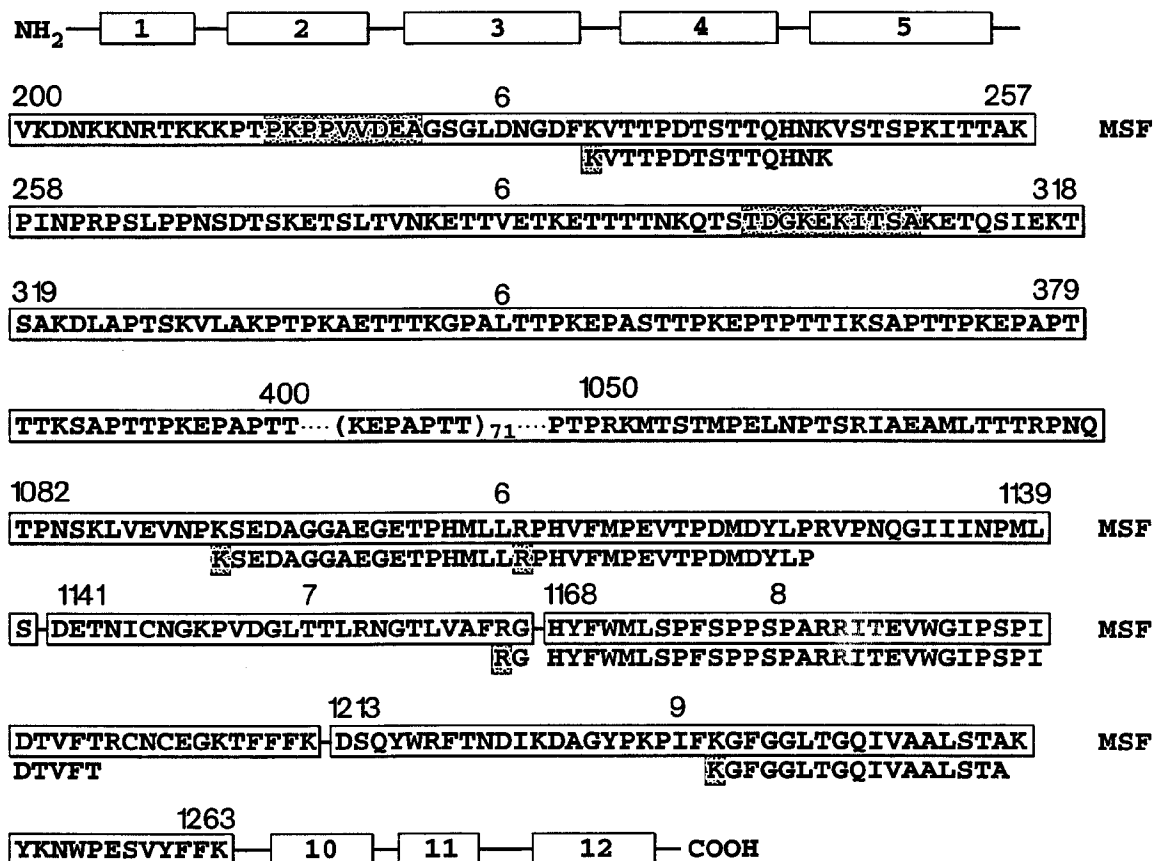 NH2 1 2 3 4 5
200 6 257
VKDNKKNRTKKKPTPKPPVVDEAGSGLDNGDFKVTTPDTSTTQHNKVSTSPKITTAK MSF
KVTTPDTSTTQHNK
258 6 318
PINPRPSLPPNSDTSKETSLTVNKETTVETKETTTTNKQTSTDGKEKITSAKETQSIEKT
319 6 379
SAKDLAPTSKVLAKPTPKAETTTKGPALTTPKEPASTTPKEPTPTTIKSAPTTPKEPAPT
400 1050
TTKSAPTTPKEPAPTT····(KEPAPTT)71····PTPRKMTSTMPELNPTSRIAEAMLTTTTRPNQ
1082 6 1139
TPNSKLVEVNPKSEDAGGAEGETPHMLLRPHVFMPEVTPDMDYLPRVPNQGIIINPML MSF
KSEDAGGAEGETPHMLLRPHVFMPEVTPDMDYLP
1141 7 1168 8
S-DETNICNGKPVDGLTTLRNGTLVAFRG-HYFWMLSPFSPPSPARRITEVWGIPSPI MSF
RG HYFWMLSPFSPPSPARRITEVWGIPSPI
1213 9
DTVFTRCNCEGKTFFFK-DSQYWRFTNDIKDAGYPKPIFKGFGGLTGQIVAALSTAK MSF
DTVFT KGFGGLTGQIVAALSTA
1263
YKNWPESVYFFK 10 11 12 COOH